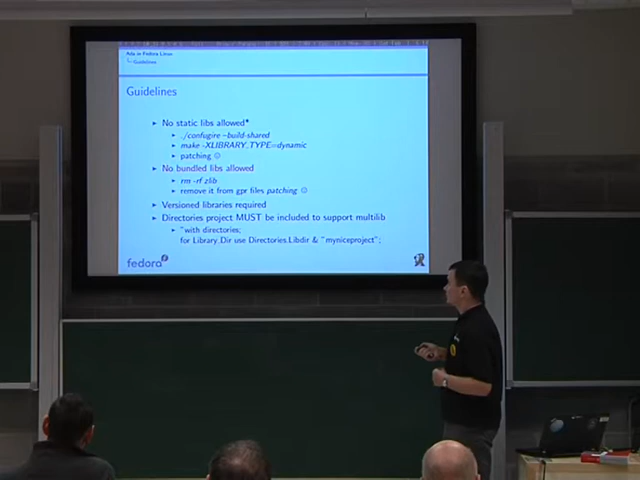 Ada in Fedora Linux
Guidelines
Guidelines
No static libs allowed*
./confugire --build-shared
make -XLIBRARY_TYPE=dynamic
patching ☹
No bundled libs allowed
rm -rf zlib
remove it from gpr files patching ☹
Versioned libraries required
Directories project MUST be included to support multilib
"with directories;
for Library_Dir use Directories.Libdir & "myniceproject";
fedora